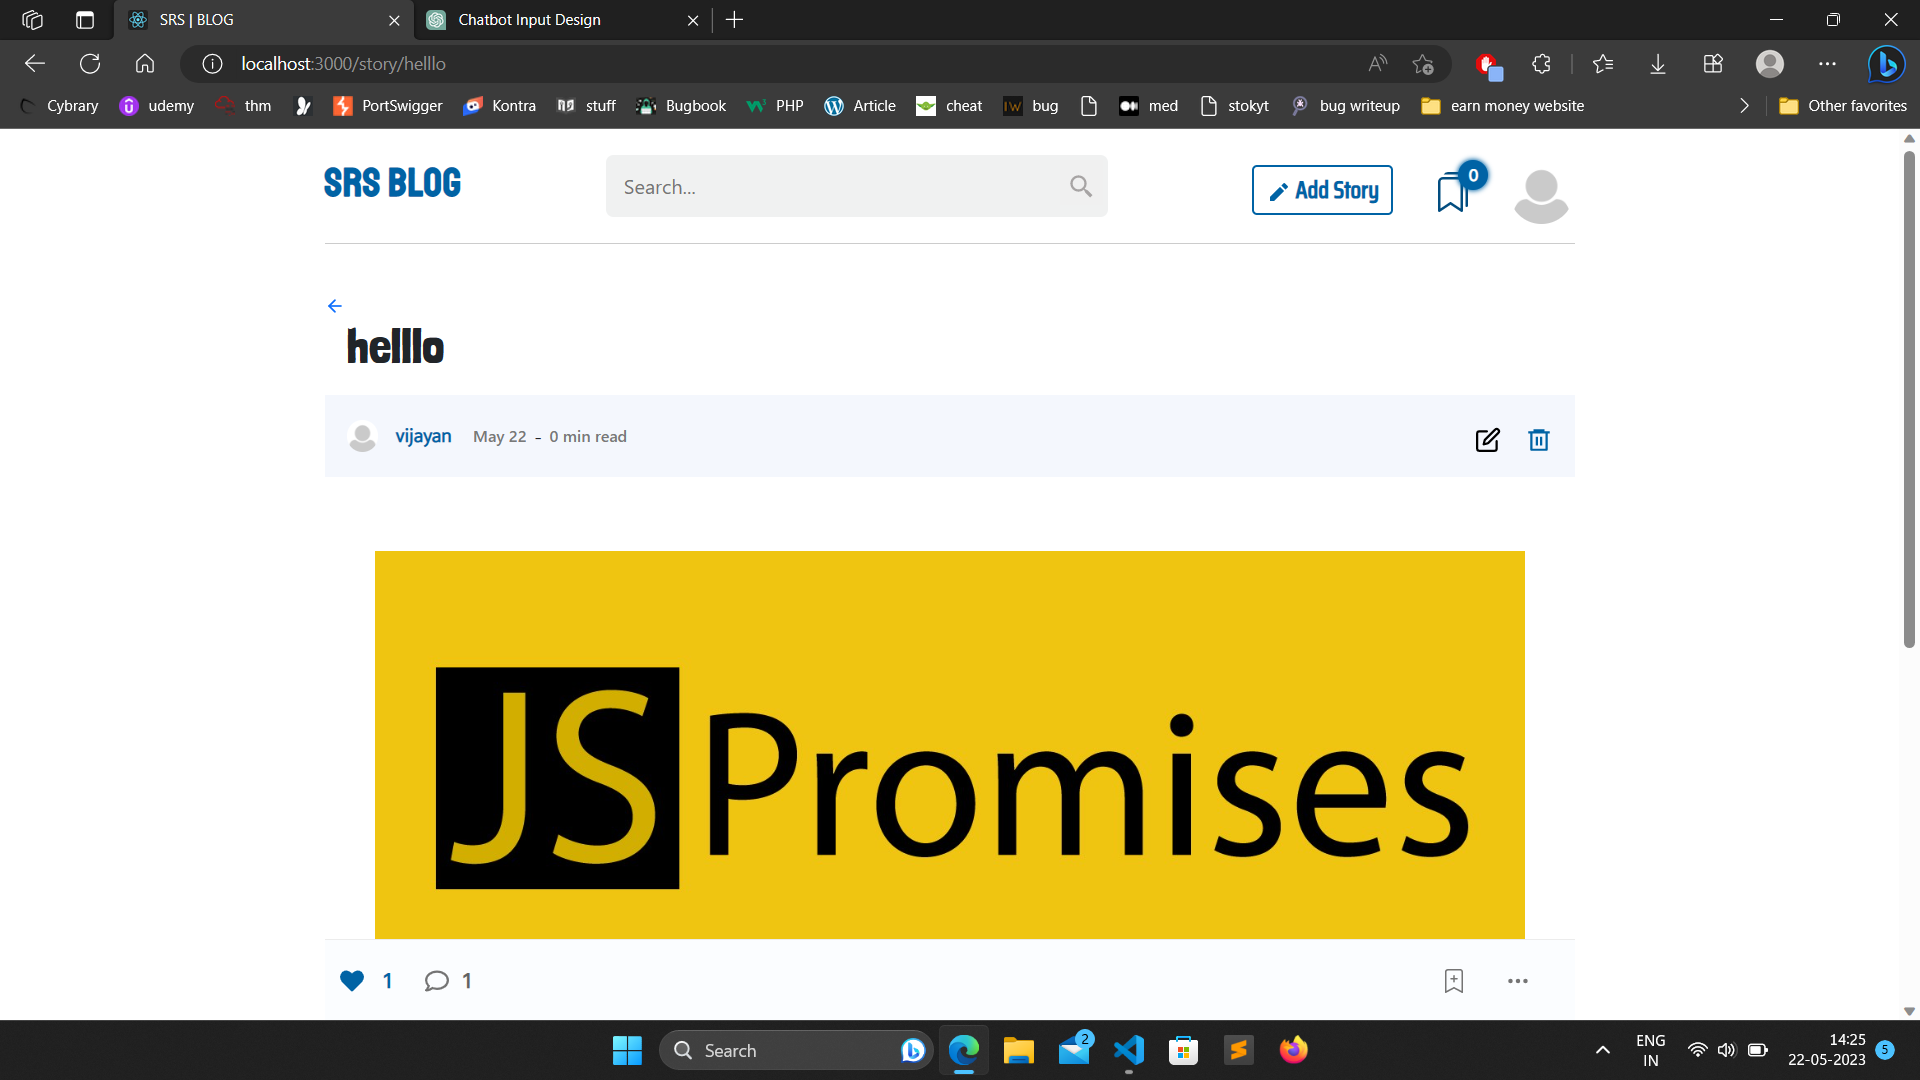 SRS | BLOG
Chatbot Input Design
localhost:3000/story/helllo
Cybrary
udemy
thm
PortSwigger
Kontra
stuff
Bugbook
PHP
Article
cheat
bug
med
stokyt
bug writeup
earn money website
Other favorites
SRS BLOG
Search...
Add Story
0
helllo
vijayan
May 22 - 0 min read
JS Promises
1
1
Search
2
ENG
IN
14:25
22-05-2023
5